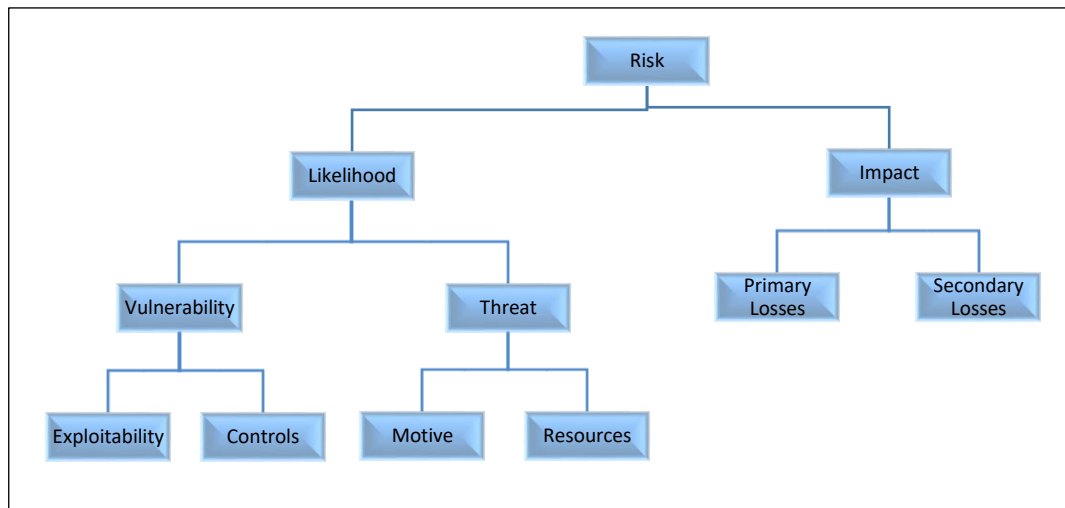 Risk
Likelihood
Impact
Vulnerability
Threat
Primary
Losses
Secondary
Losses
Exploitability
Controls
Motive
Resources